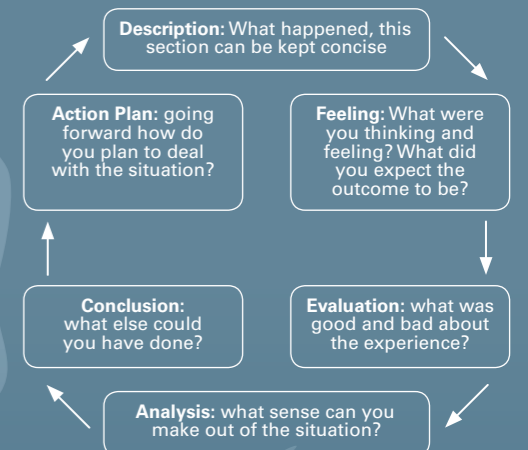 Description: What happened, this
section can be kept concise
Feeling: What were
you thinking and
feeling? What did
you expect the
outcome to be?
Evaluation: what was
good and bad about
the experience?
Analysis: what sense can you
make out of the situation?
Conclusion:
what else could
you have done?
Action Plan: going
forward how do
you plan to deal
with the situation?